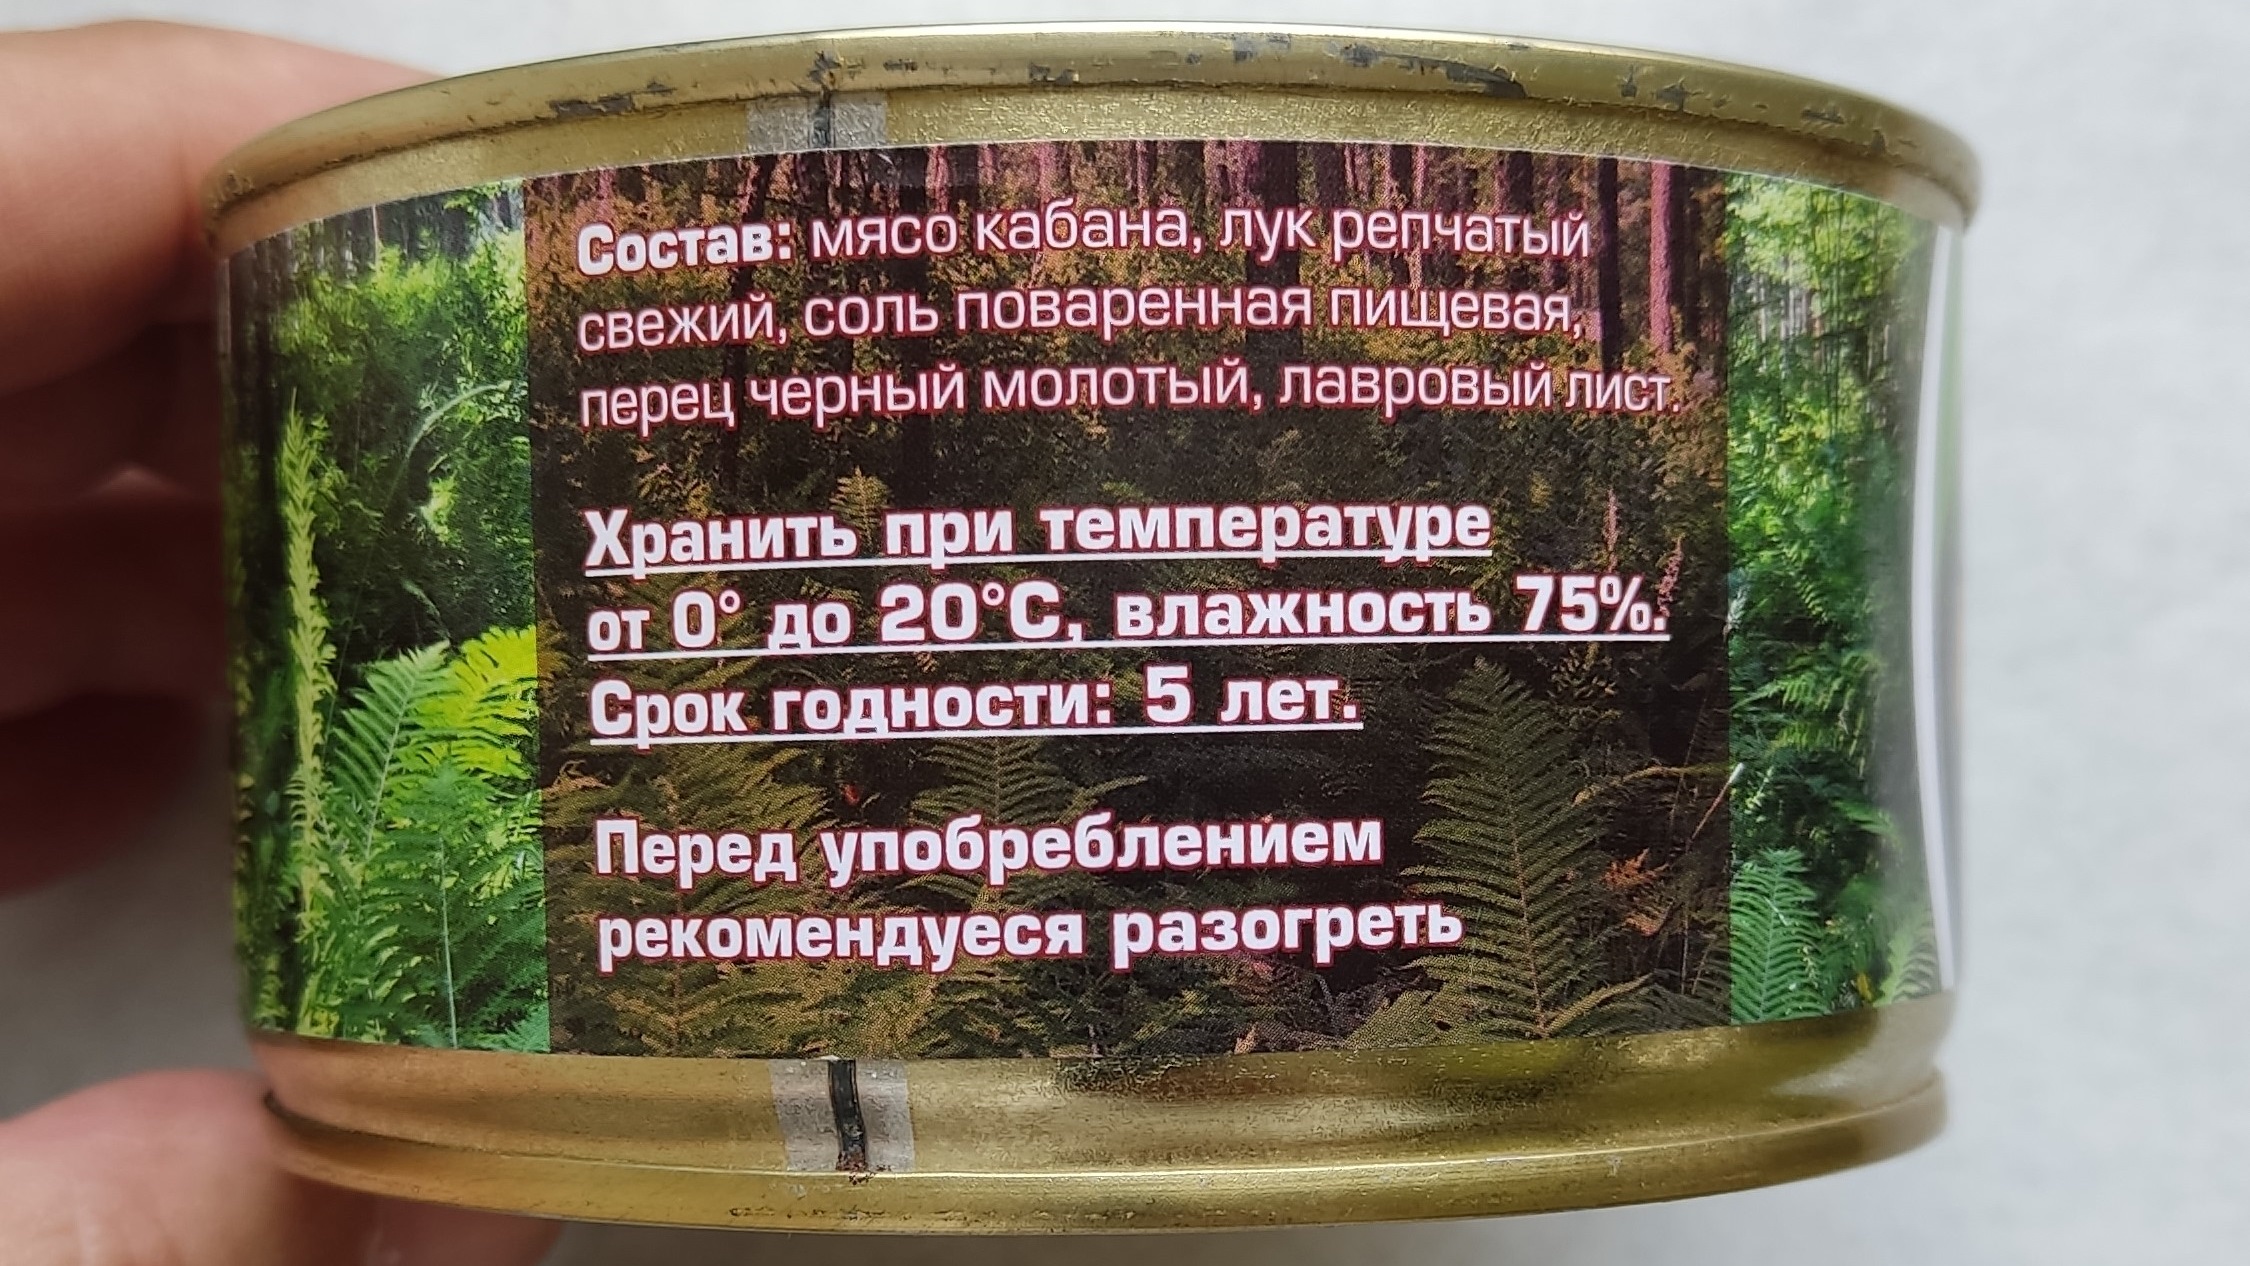 Состав: мясо кабана, лук репчатый
свежий, соль поваренная пищевая,
перец черный молотый, лавровый лист.
Хранить при температуре
от 0° до 20°С, влажность 75%.
Срок годности: 5 лет.
Перед употреблением
рекомендуеся разогреть